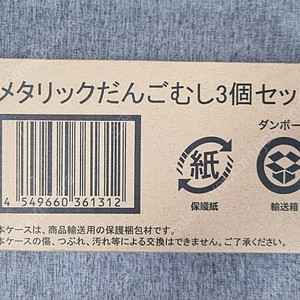 メタリックだんごむし3個セッ
ダンボー
紙
4 549660 361312
保護紙
輸送箱
本ケースは、商品輸送用の保護梱包材です。
本ケースの傷、つぶれ、汚れ等による交換はできません。ご了承ください。